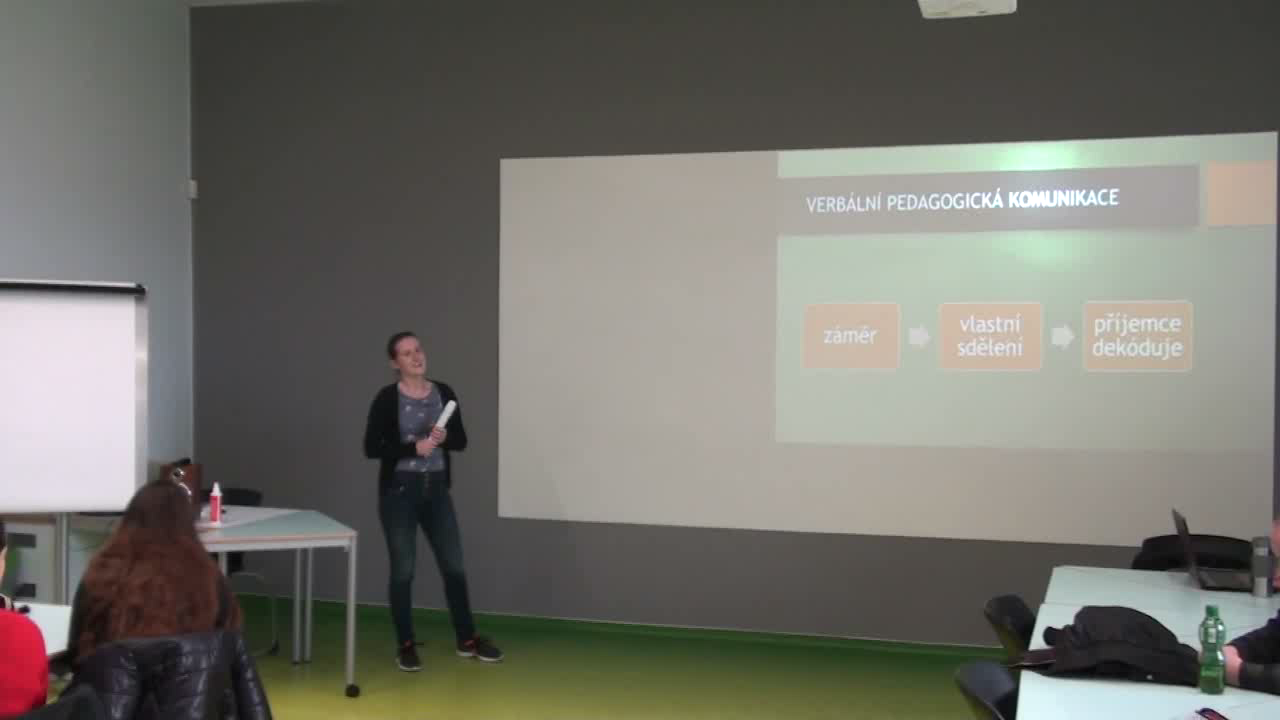 VERBÁLNÍ PEDAGOGICKÁ KOMUNIKACE
záměr
vlastní
sdělení
příjemce
dekóduje